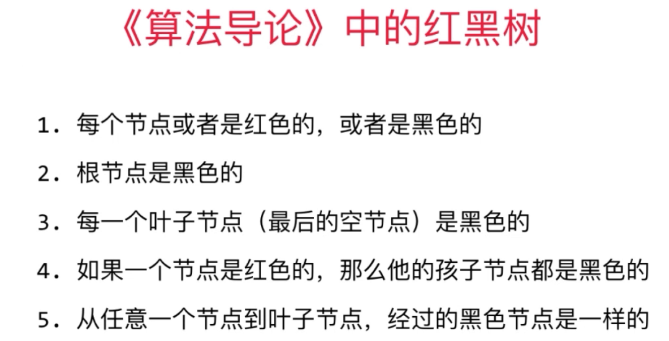 《算法导论》中的红黑树
1. 每个节点或者是红色的，或者是黑色的
2. 根节点是黑色的
3. 每一个叶子节点（最后的空节点）是黑色的
4. 如果一个节点是红色的，那么他的孩子节点都是黑色的
5. 从任意一个节点到叶子节点，经过的黑色节点是一样的